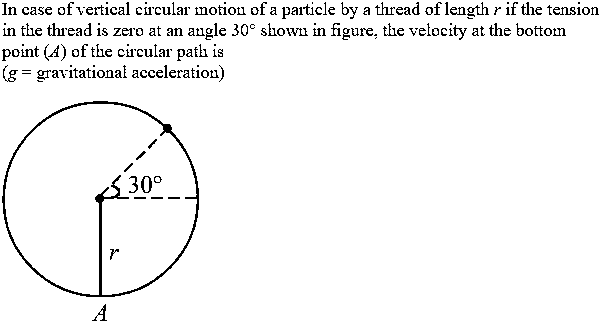 In case of vertical circular motion of a particle by a thread of length r if the tension
in the thread is zero at an angle 30° shown in figure, the velocity at the bottom
point (A) of the circular path is
(g = gravitational acceleration)
30°
r
A